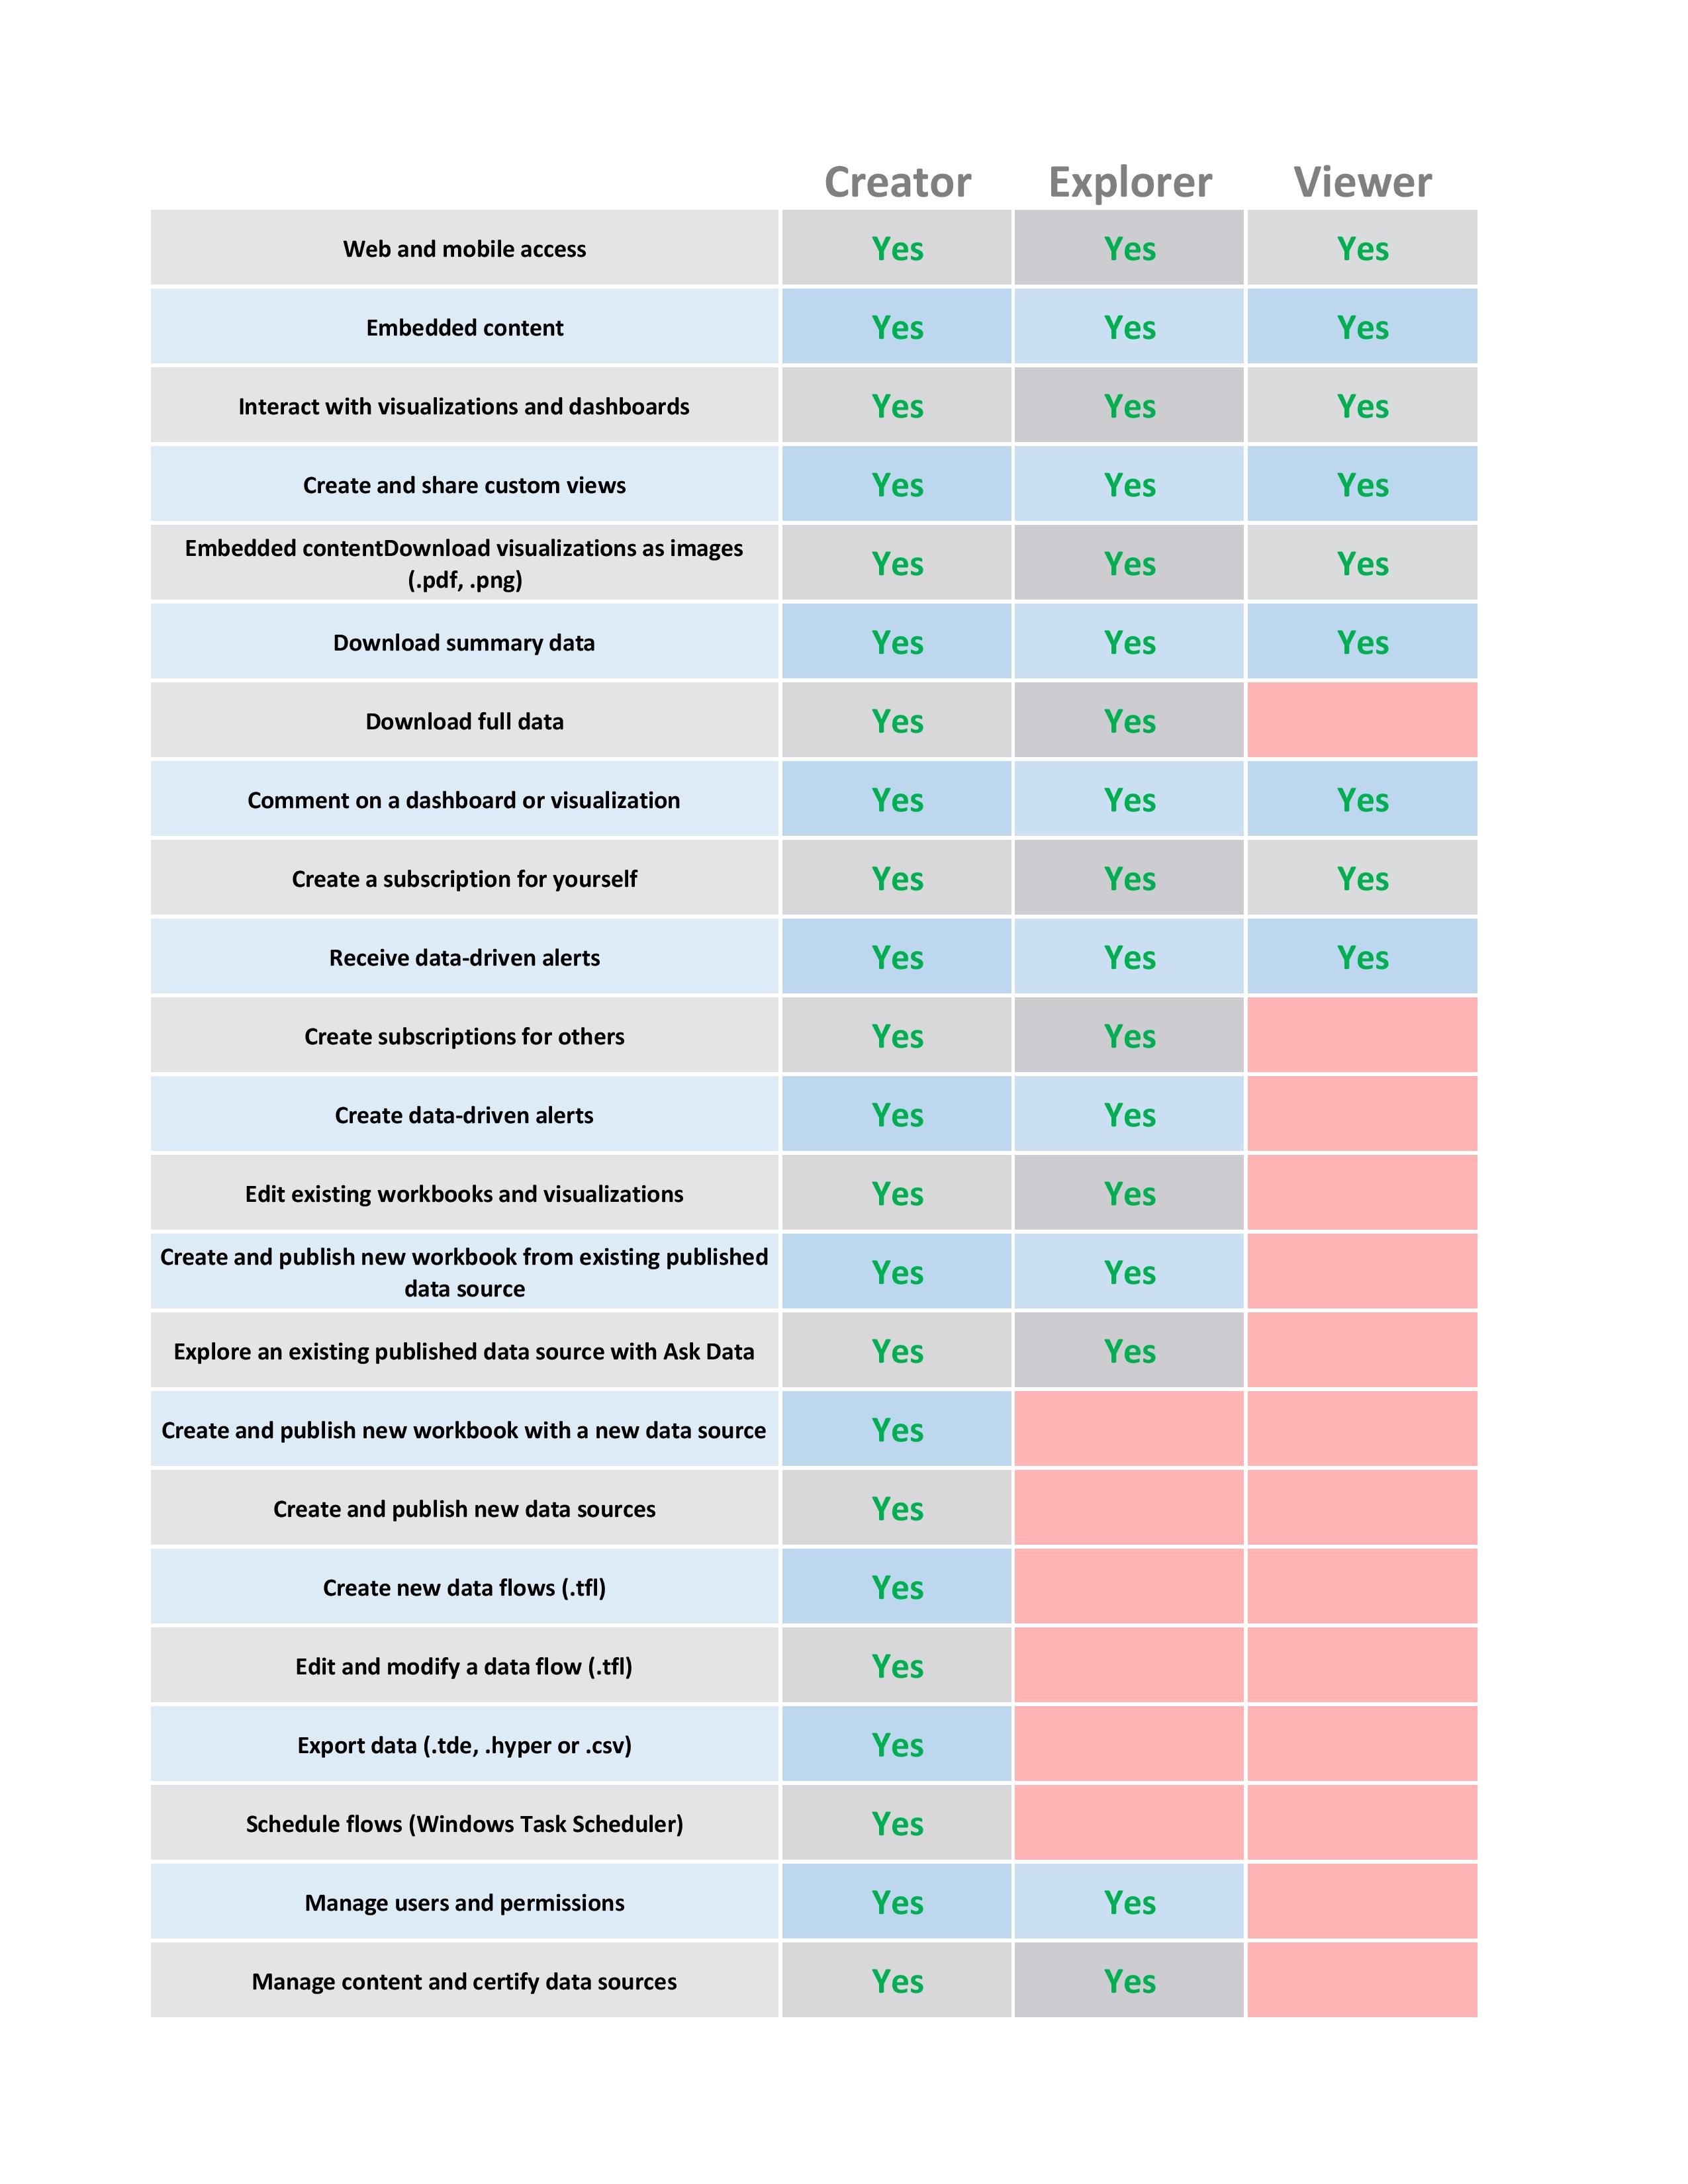 Creator Explorer Viewer
Web and mobile access Yes Yes Yes
Embedded content Yes Yes Yes
Interact with visualizations and dashboards Yes Yes Yes
Create and share custom views Yes Yes Yes
Embedded contentDownload visualizations as images
(.pdf, .png) Yes Yes Yes
Download summary data Yes Yes Yes
Download full data Yes Yes
Comment on a dashboard or visualization Yes Yes Yes
Create a subscription for yourself Yes Yes Yes
Receive data-driven alerts Yes Yes Yes
Create subscriptions for others Yes Yes
Create data-driven alerts Yes Yes
Edit existing workbooks and visualizations Yes Yes
Create and publish new workbook from existing published
data source Yes Yes
Explore an existing published data source with Ask Data Yes Yes
Create and publish new workbook with a new data source Yes
Create and publish new data sources Yes
Create new data flows (.tfl) Yes
Edit and modify a data flow (.tfl) Yes
Export data (.tde, .hyper or .csv) Yes
Schedule flows (Windows Task Scheduler) Yes
Manage users and permissions Yes Yes
Manage content and certify data sources Yes Yes